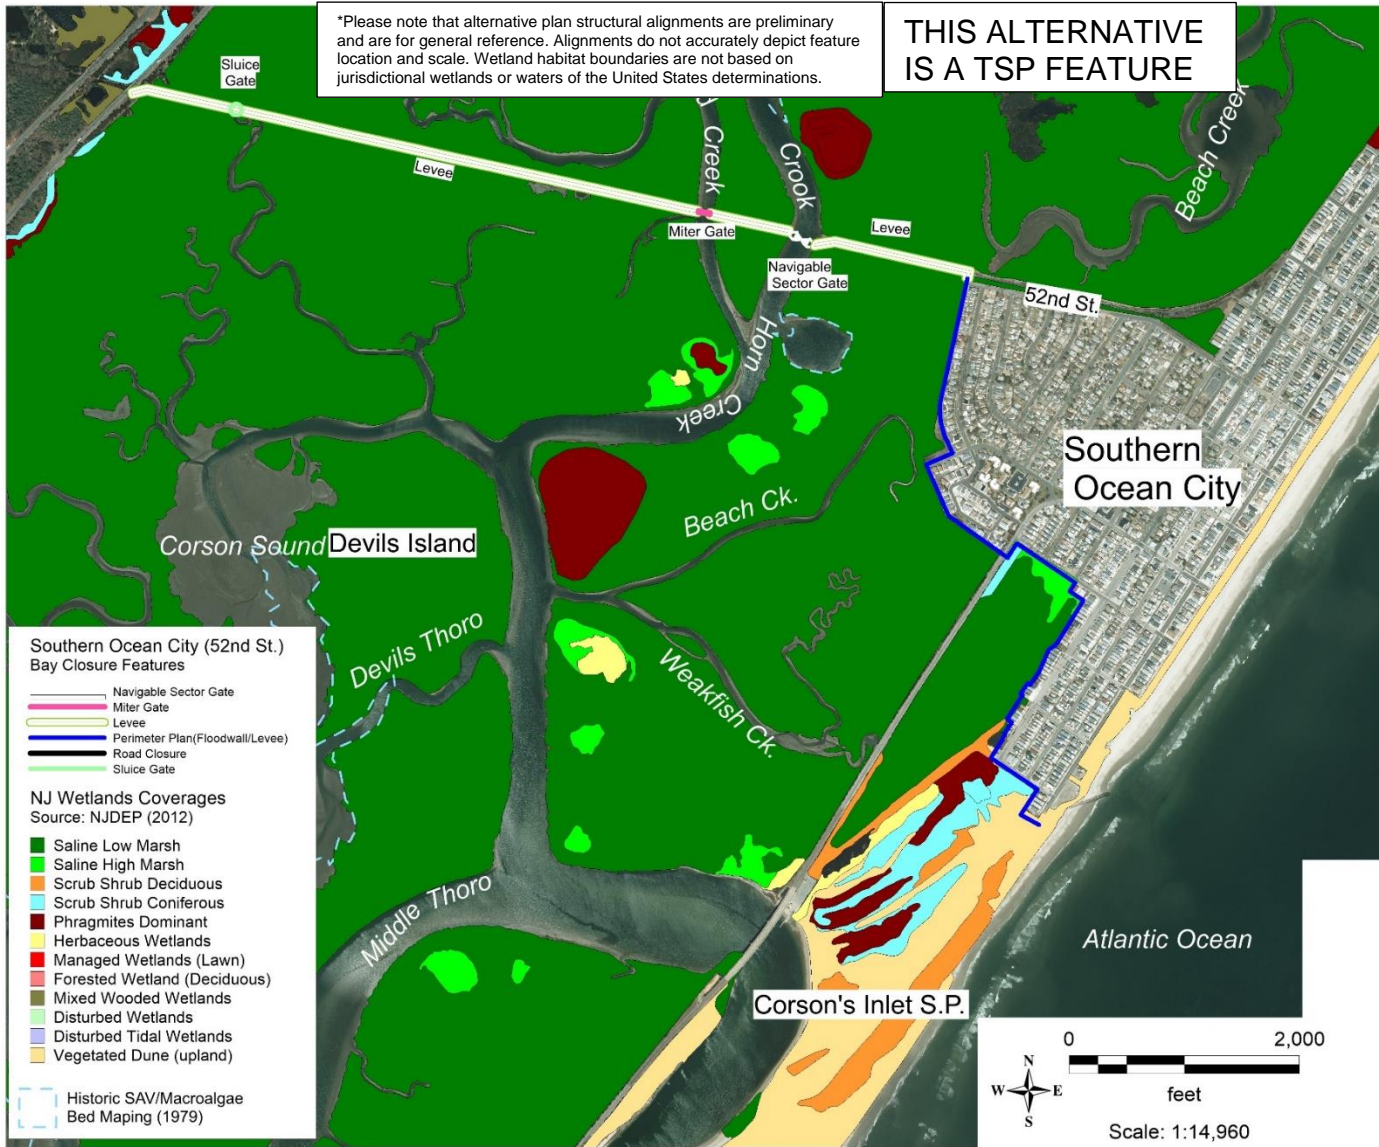 *Please note that alternative plan structural alignments are preliminary
and are for general reference. Alignments do not accurately depict feature
location and scale. Wetland habitat boundaries are not based on
jurisdictional wetlands or waters of the United States determinations.
THIS ALTERNATIVE
IS A TSP FEATURE
Sluice
Gate
Levee
Creek
Crook
Beach Creek
Miter Gate
Levee
Navigable
Sector Gate
52nd St.
Horn
Creek
Southern
Ocean City
Beach Ck.
Corson Sound
Devils Island
Devils Thoro
Weakfish Ck.
Middle Thoro
Atlantic Ocean
Corson's Inlet S.P.
Southern Ocean City (52nd St.)
Bay Closure Features
Navigable Sector Gate
Miter Gate
Levee
Perimeter Plan(Floodwall/Levee)
Road Closure
Sluice Gate
NJ Wetlands Coverages
Source: NJDEP (2012)
Saline Low Marsh
Saline High Marsh
Scrub Shrub Deciduous
Scrub Shrub Coniferous
Phragmites Dominant
Herbaceous Wetlands
Managed Wetlands (Lawn)
Forested Wetland (Deciduous)
Mixed Wooded Wetlands
Disturbed Wetlands
Disturbed Tidal Wetlands
Vegetated Dune (upland)
Historic SAV/Macroalgae
Bed Maping (1979)
N
W E
S
0 2,000
feet
Scale: 1:14,960